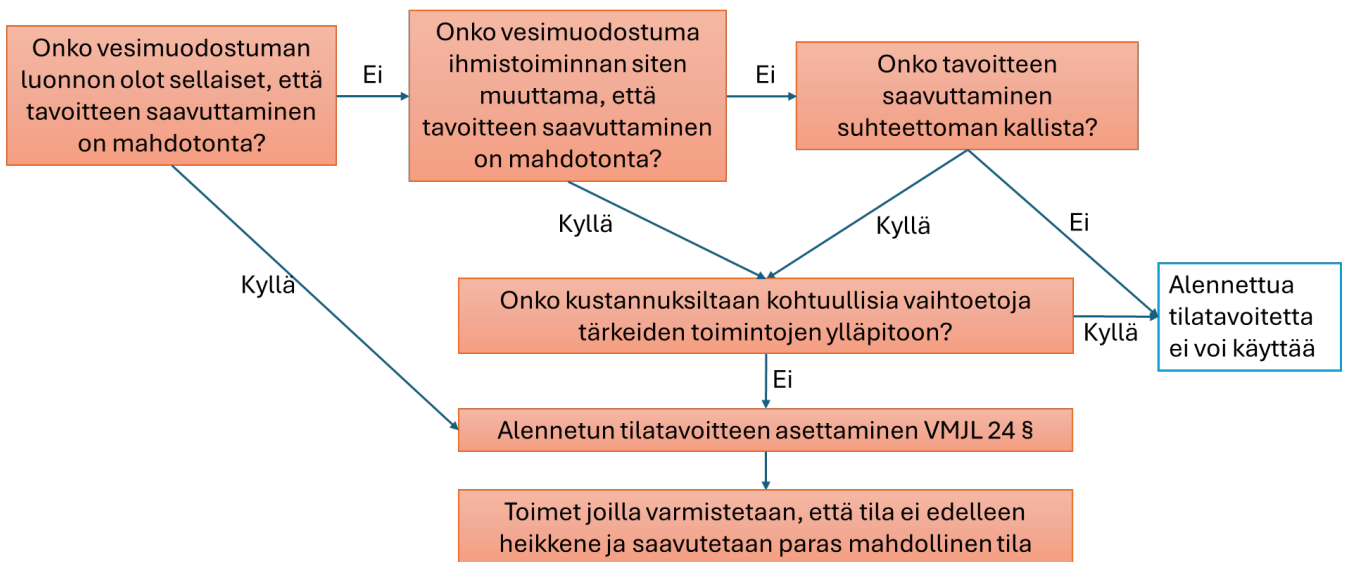 Onko vesimuodostuman
luonnon olot sellaiset, että
tavoitteen saavuttaminen
on mahdotonta?
Ei
Onko vesimuodostuma
ihmistoiminnan siten
muuttama, että
tavoitteen saavuttaminen
on mahdotonta?
Ei
Onko tavoitteen
saavuttaminen
suhteettoman kallista?
Kyllä
Kyllä
Kyllä
Ei
Onko kustannuksiltaan kohtuullisia vaihtoetoja
tärkeiden toimintojen ylläpitoon?
Kyllä
Alennettua
tilatavoitetta
ei voi käyttää
Ei
Alennetun tilatavoitteen asettaminen VMJL 24 §
Toimet joilla varmistetaan, että tila ei edelleen
heikkene ja saavutetaan paras mahdollinen tila